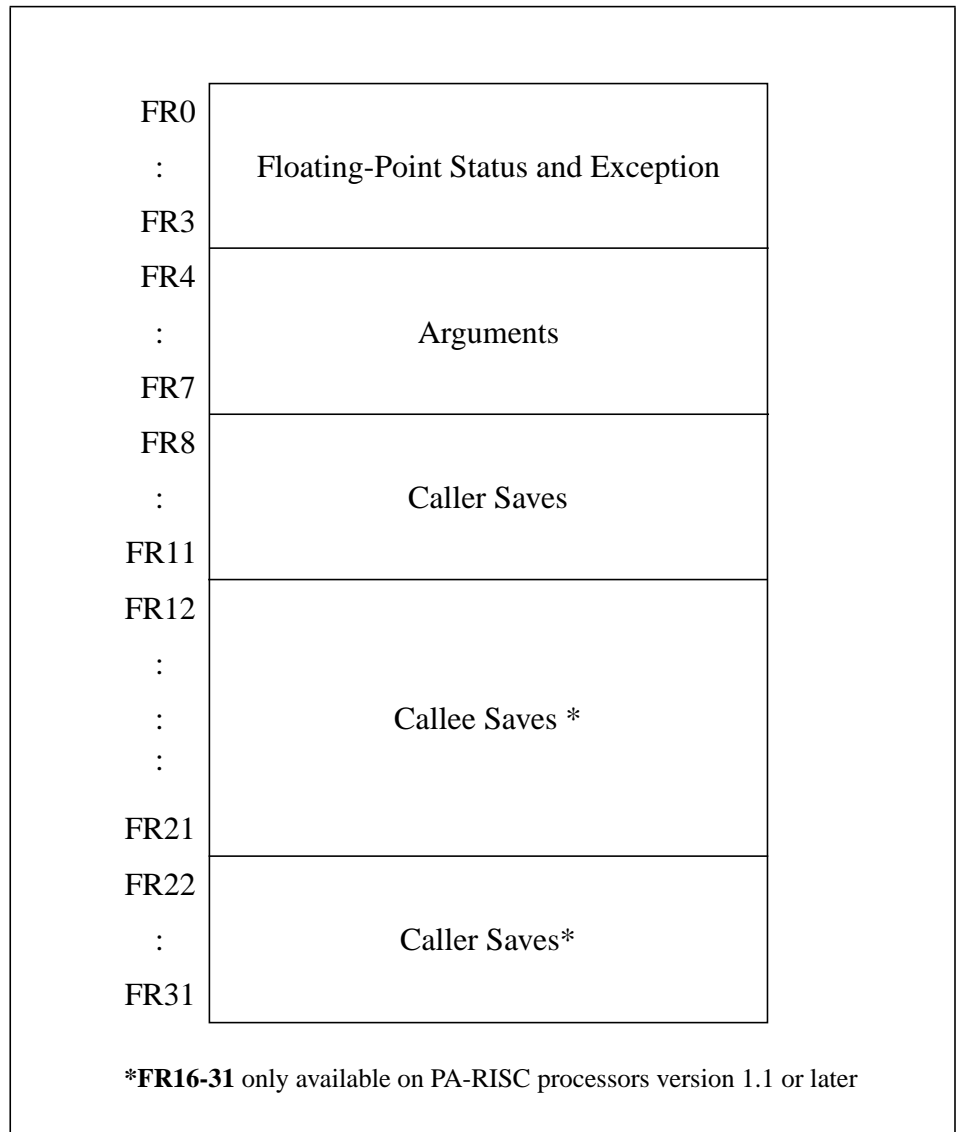 FR0
:
Floating-Point Status and Exception
FR3
FR4
:
Arguments
FR7
FR8
:
Caller Saves
FR11
FR12
:
:
Callee Saves *
:
FR21
FR22
:
Caller Saves*
FR31
*FR16-31 only available on PA-RISC processors version 1.1 or later